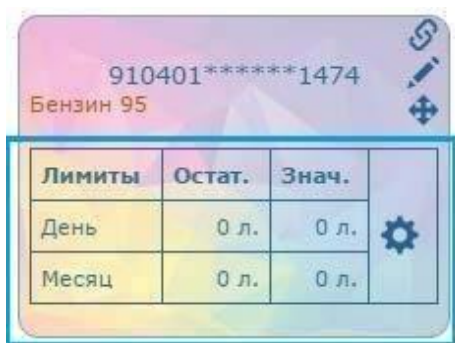 910401******1474
Бензин 95
Лимиты Остат. Знач.
День 0 л. 0 л.
Месяц 0 л. 0 л.